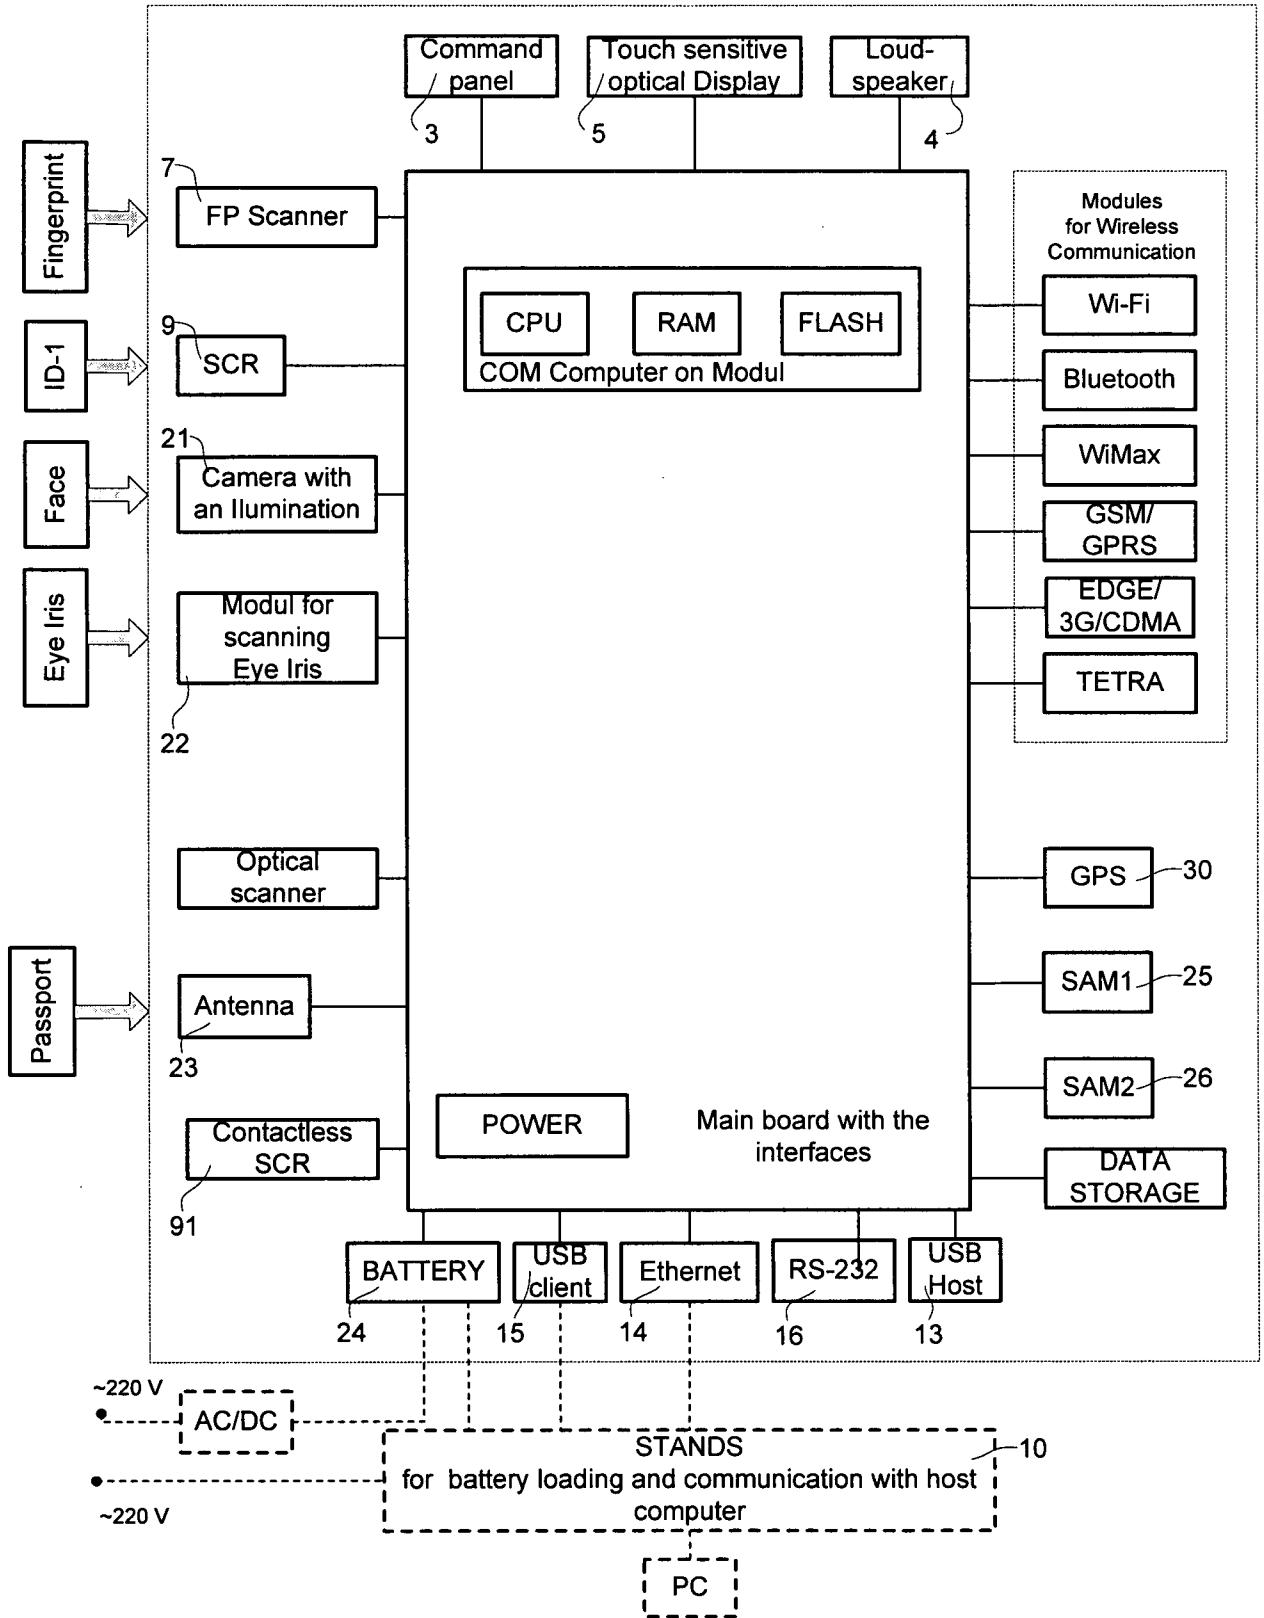 Command
panel
3
Touch sensitive
optical Display
5
Loud-
speaker
4
Fingerprint
7
FP Scanner
ID-1
9
SCR
Face
21
Camera with
an Ilumination
Eye Iris
Modul for
scanning
Eye Iris
22
Optical
scanner
Passport
Antenna
23
Contactless
SCR
91
CPU
RAM
FLASH
COM Computer on Modul
POWER
Main board with the
interfaces
Modules
for Wireless
Communication
Wi-Fi
Bluetooth
WiMax
GSM/
GPRS
EDGE/
3G/CDMA
TETRA
GPS
30
SAM1
25
SAM2
26
DATA
STORAGE
BATTERY
24
USB
client
15
Ethernet
14
RS-232
16
USB
Host
13
~220 V
AC/DC
~220 V
STANDS
for battery loading and communication with host
computer
10
PC